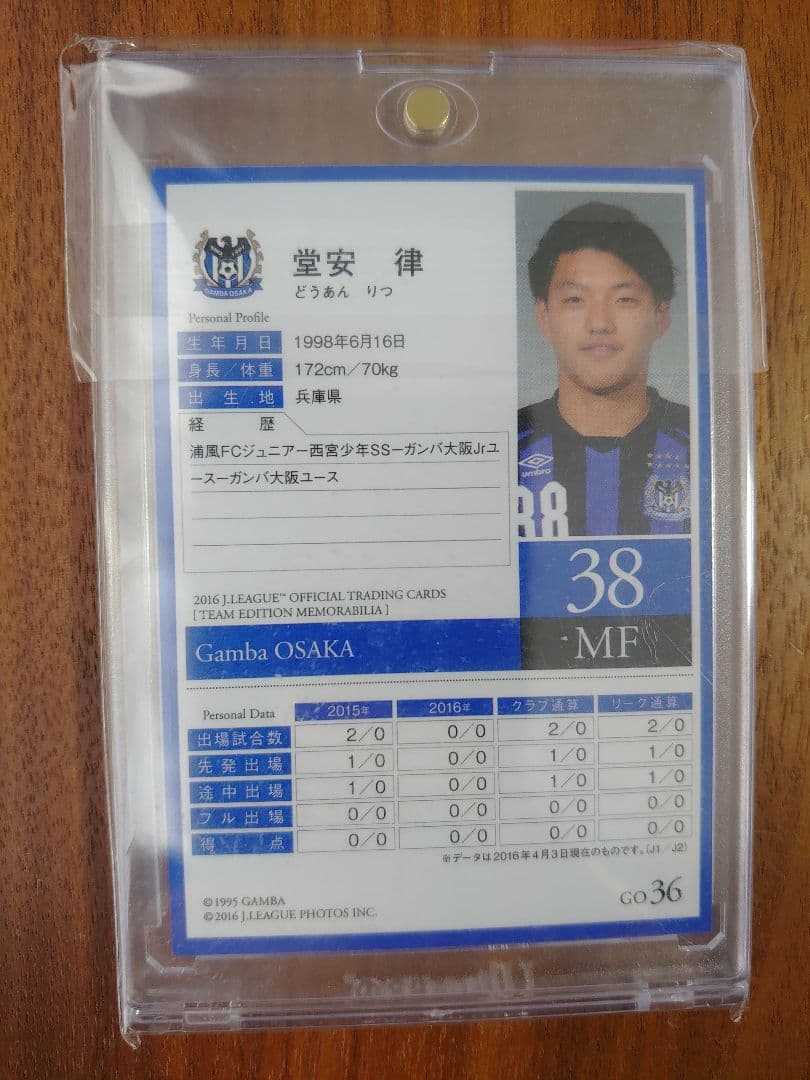 GAMBA OSAKA
堂安 律
どうあん りつ
Personal Profile
生年月日 1998年6月16日
身長/体重 172cm/70kg
出生地 兵庫県
経歴
浦風FCジュニアー西宮少年SSーガンバ大阪Jrユ
ースーガンバ大阪ユース
umbro
38
2016 J.LEAGUE™ OFFICIAL TRADING CARDS
[ TEAM EDITION MEMORABILIA ]
38
Gamba OSAKA
MF
Personal Data 2015年 2016年 クラブ通算 リーグ通算
出場試合数 2/0 0/0 2/0 2/0
先発出場 1/0 0/0 1/0 1/0
途中出場 1/0 0/0 1/0 1/0
フル出場 0/0 0/0 0/0 0/0
得点 0/0 0/0 0/0 0/0
※データは2016年4月3日現在のものです。(J1/J2)
©1995 GAMBA
©2016 J.LEAGUE PHOTOS INC.
GO36